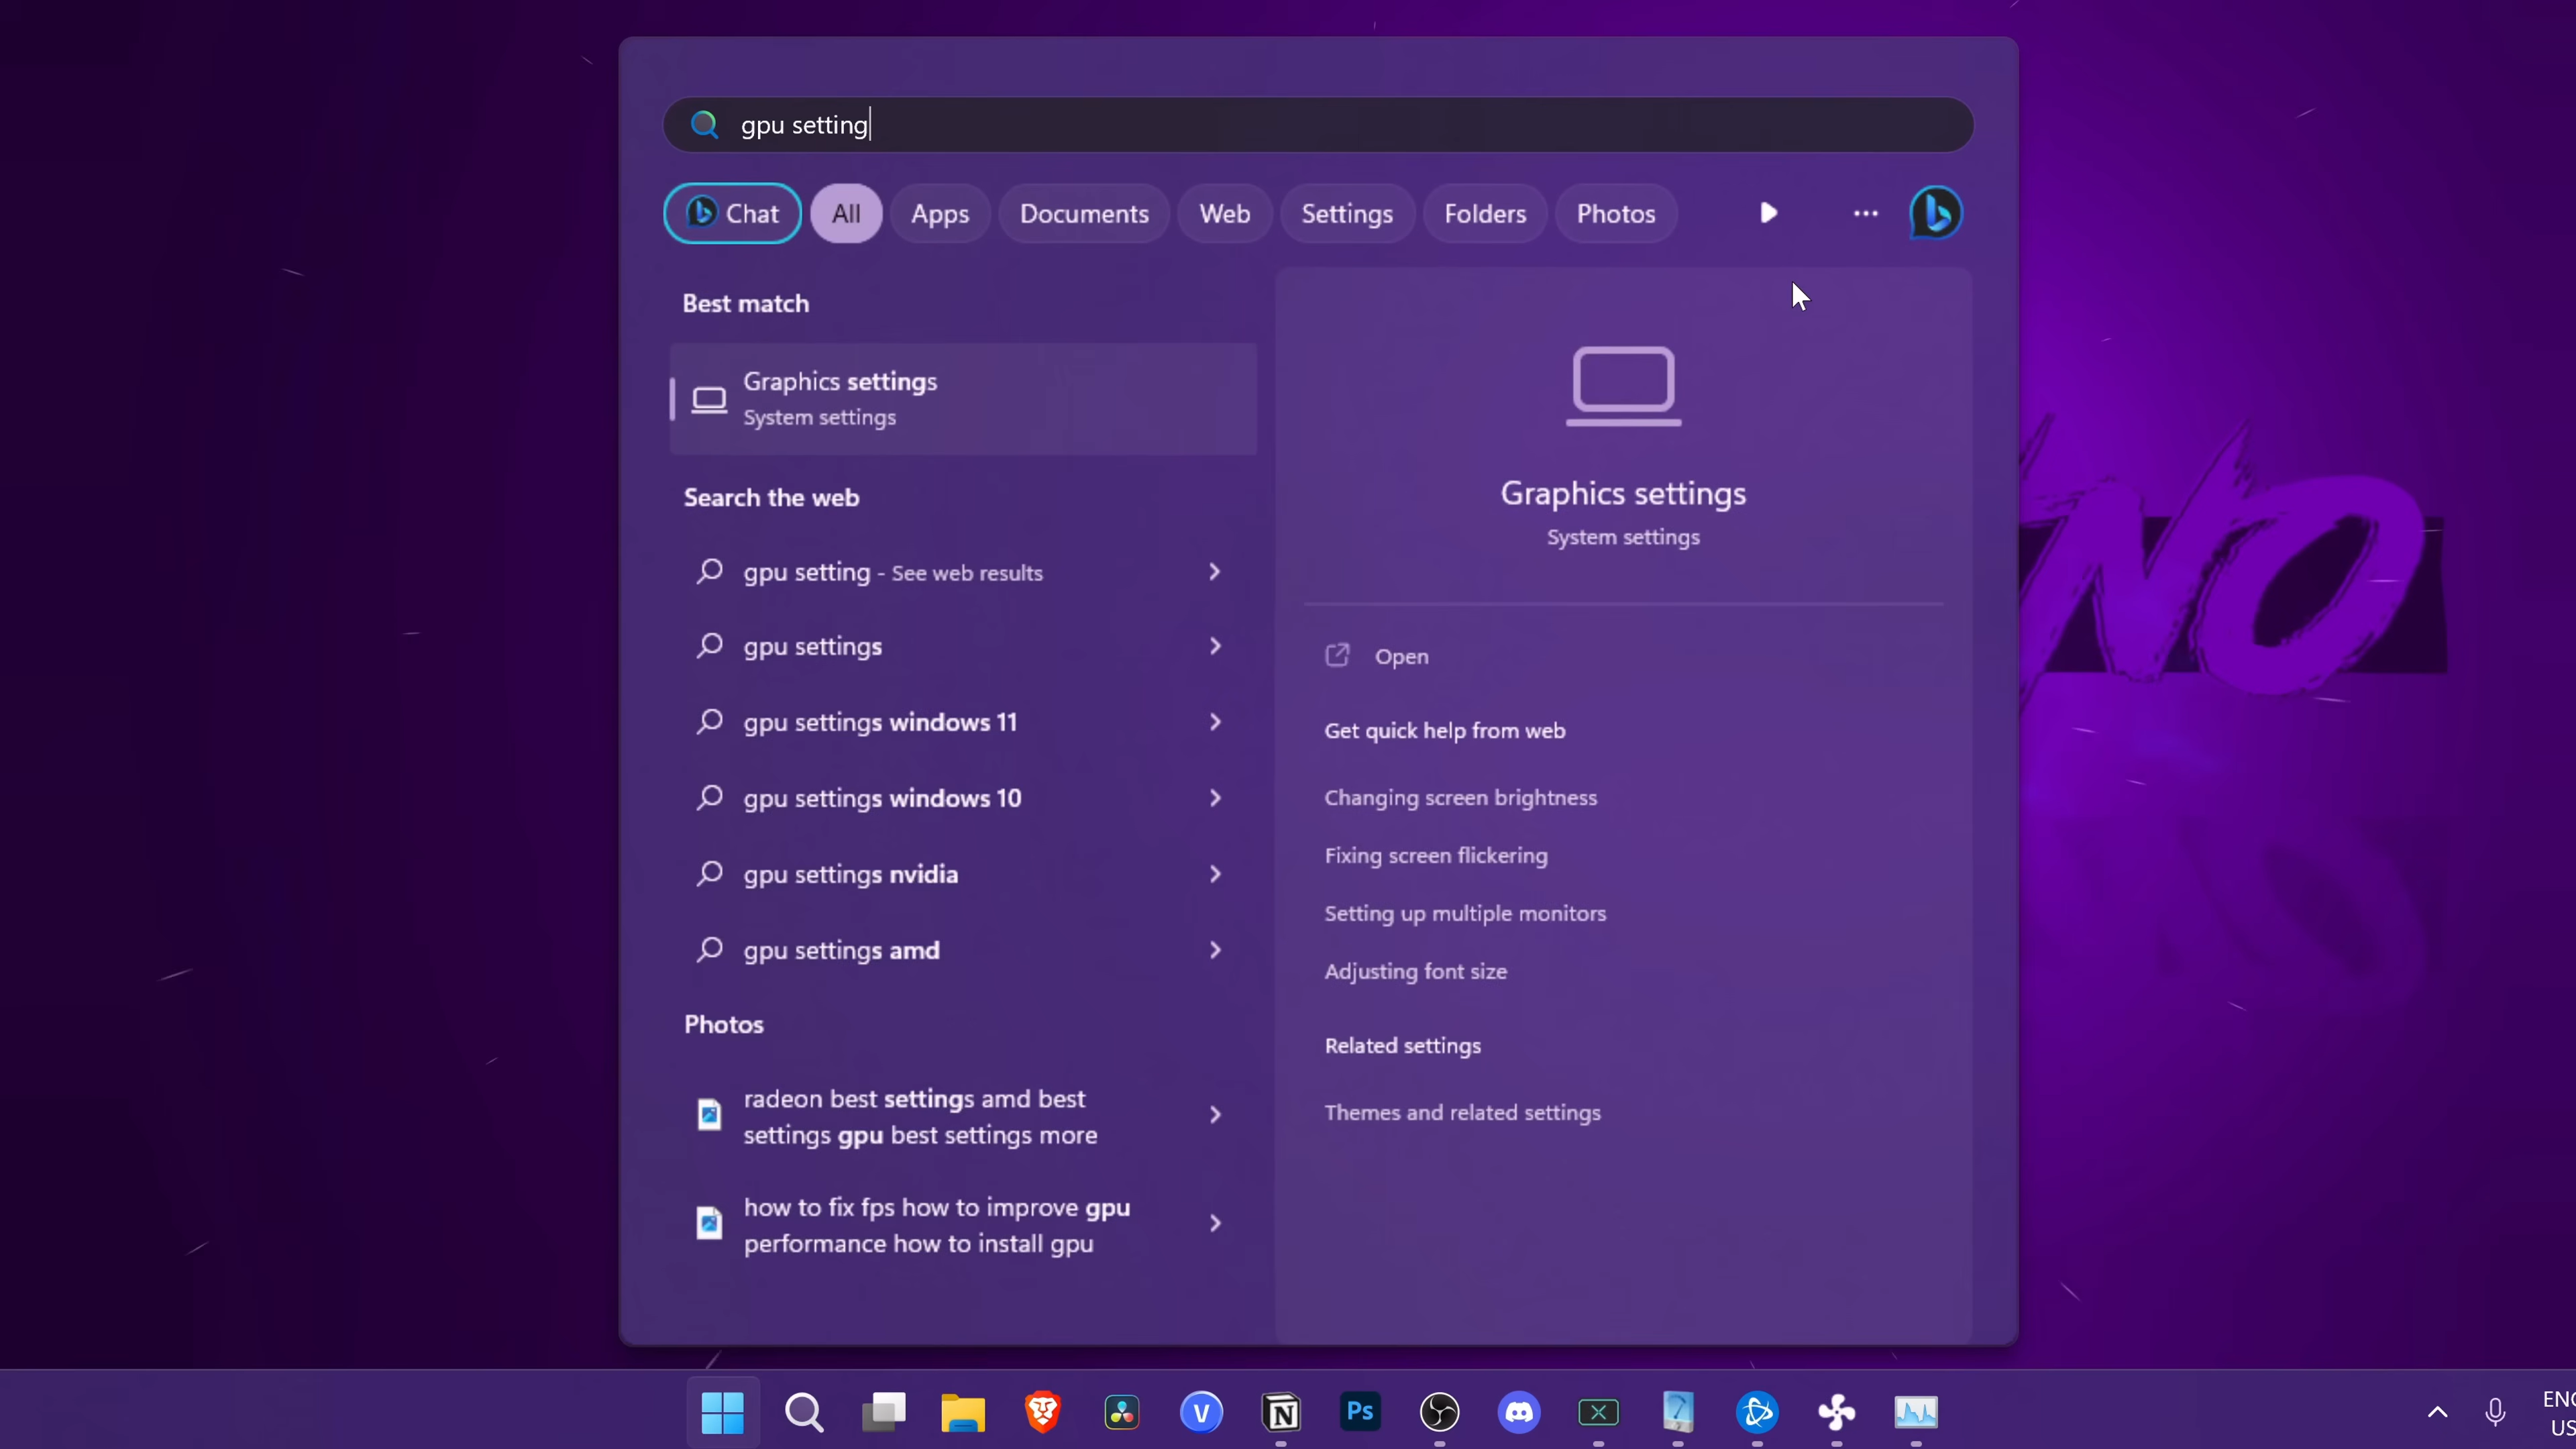 gpu setting
Chat All Apps Documents Web Settings Folders Photos
Best match
Graphics settings
System settings
Search the web
gpu setting - See web results
gpu settings
gpu settings windows 11
gpu settings windows 10
gpu settings nvidia
gpu settings amd
Photos
radeon best settings amd best
settings gpu best settings more
how to fix fps how to improve gpu
performance how to install gpu
Graphics settings
System settings
Open
Get quick help from web
Changing screen brightness
Fixing screen flickering
Setting up multiple monitors
Adjusting font size
Related settings
Themes and related settings
NO
V N Ps X
ENG
US